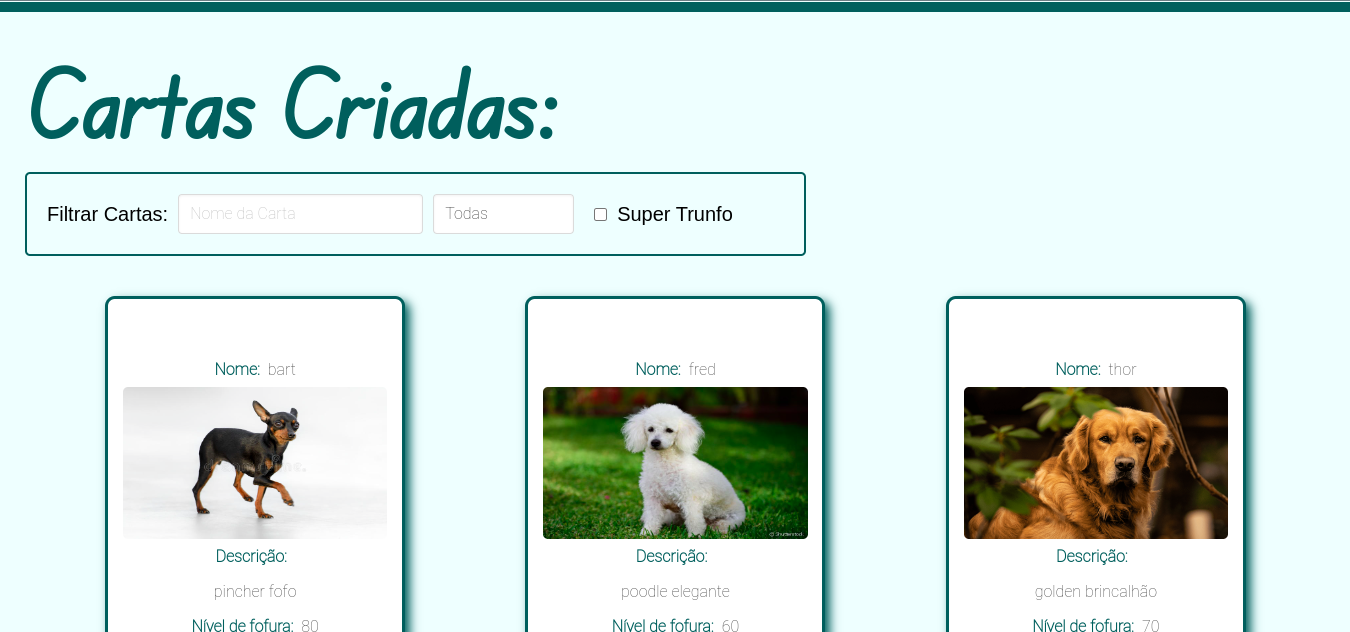 Cartas Criadas:
Filtrar Cartas: Nome da Carta Todas Super Trunfo
Nome: bart
Descrição:
pincher fofo
Nível de fofura: 80
Nome: fred
Descrição:
poodle elegante
Nível de fofura: 60
Nome: thor
Descrição:
golden brincalhão
Nível de fofura: 70